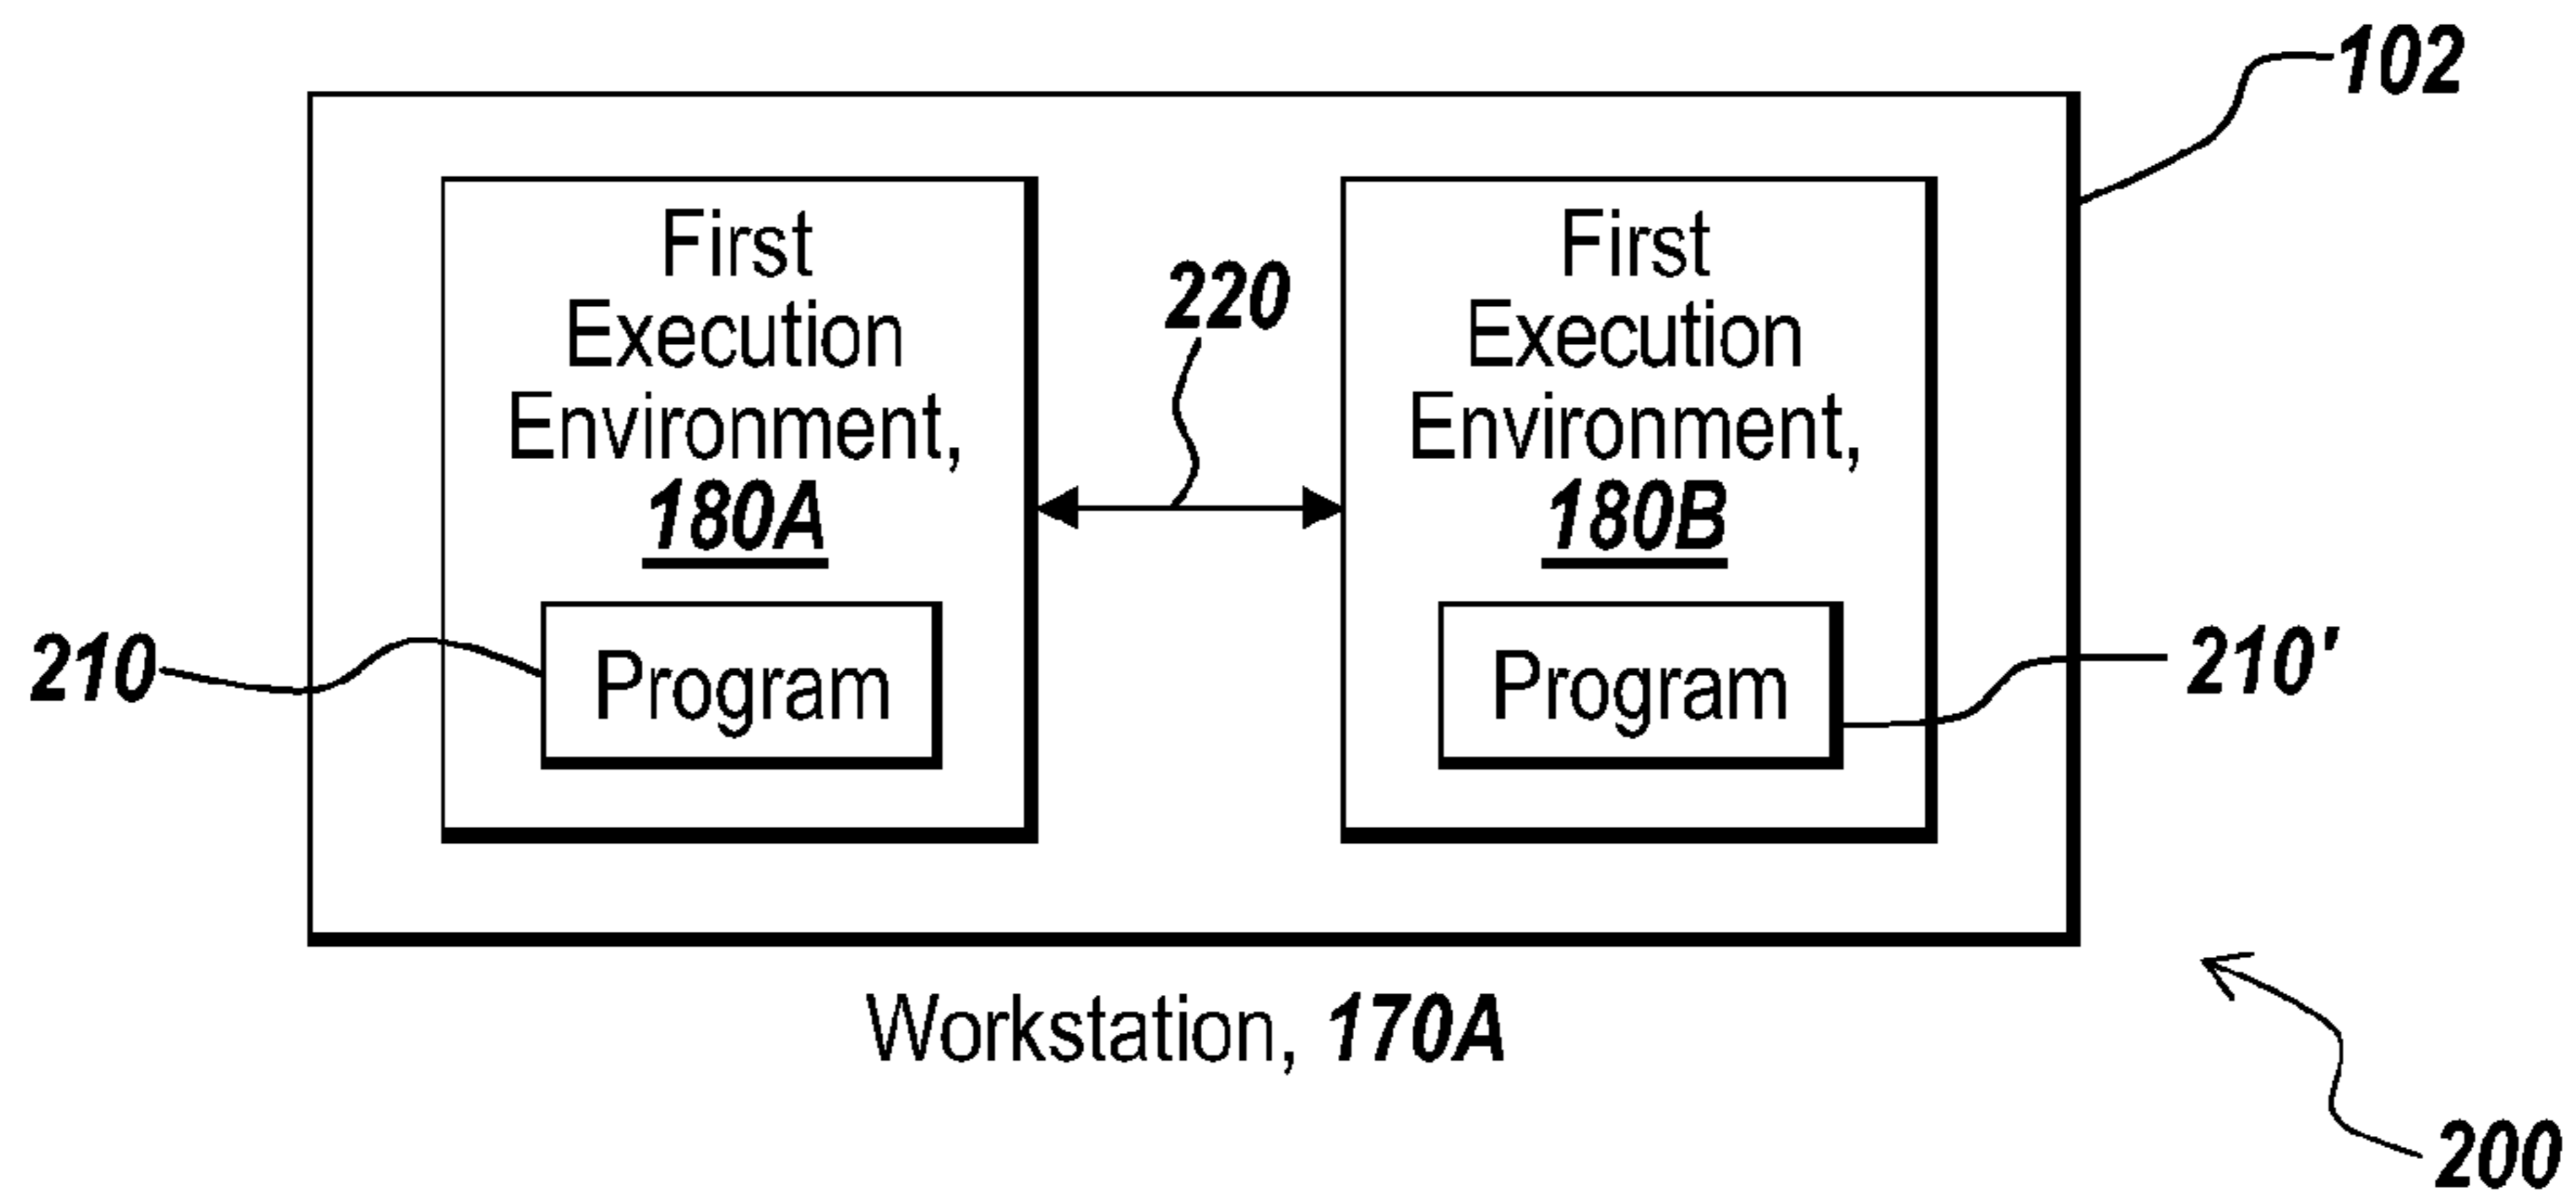 102
First
Execution
Environment,
180A
Program
210
220
First
Execution
Environment,
180B
Program
210'
Workstation, 170A
200